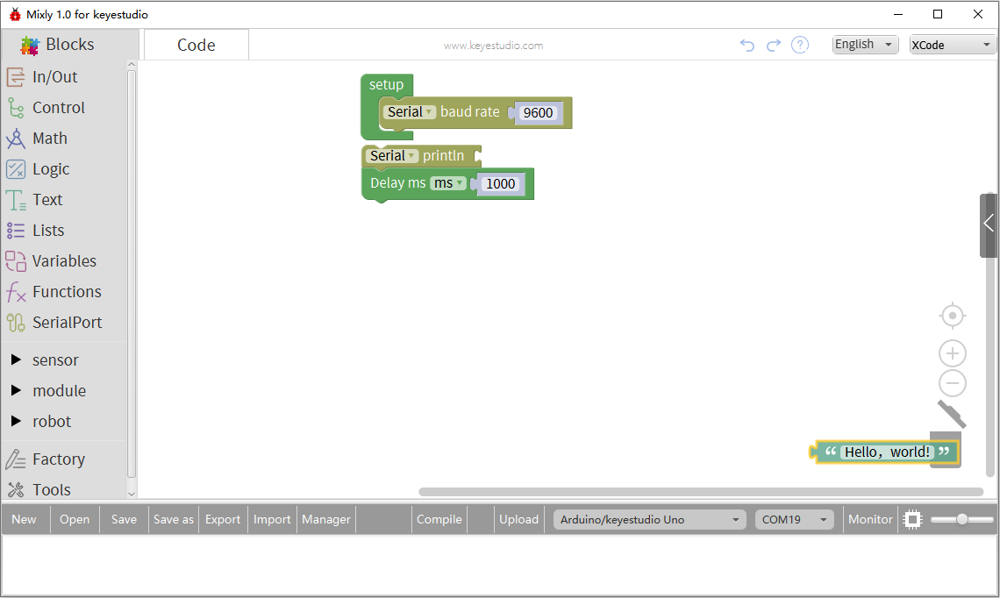 Mixly 1.0 for keyestudio
Blocks
Code
www.keyestudio.com
English
XCode
In/Out
Control
Math
Logic
Text
Lists
Variables
Functions
SerialPort
sensor
module
robot
Factory
Tools
setup
Serial baud rate 9600
Serial println
Delay ms ms 1000
“ Hello, world! ”
New Open Save Save as Export Import Manager Compile Upload Arduino/keyestudio Uno COM19 Monitor